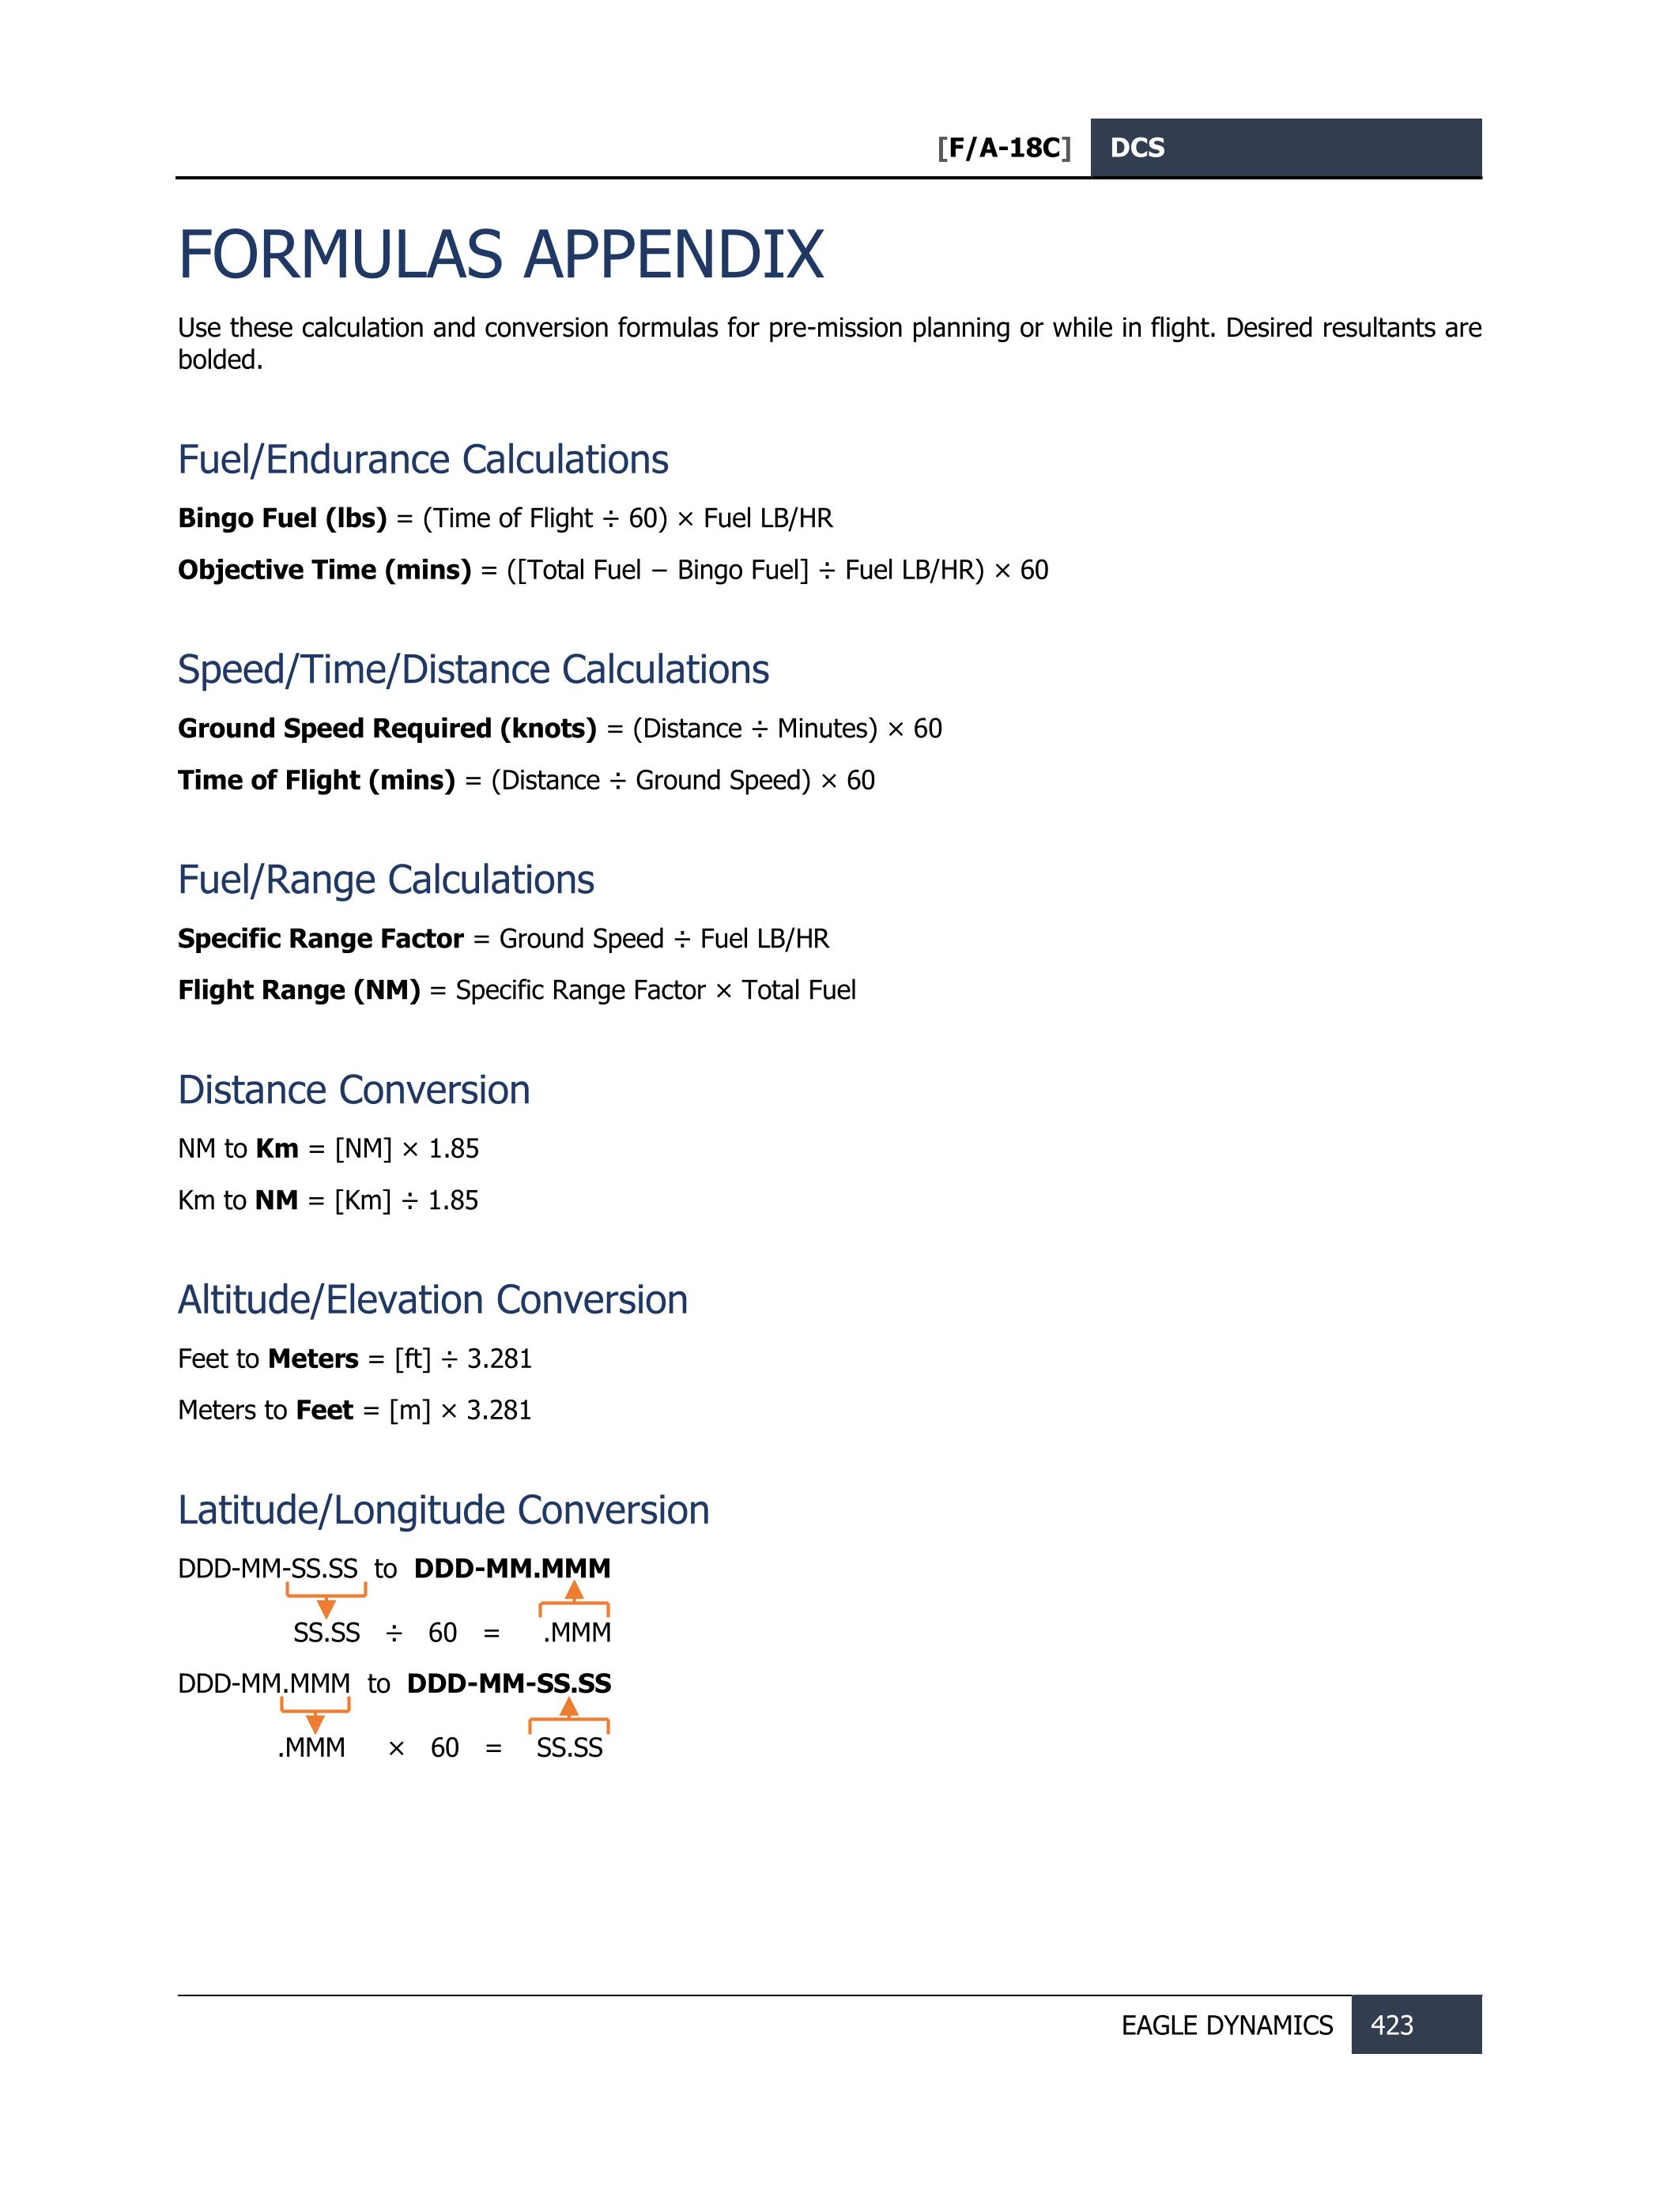 [F/A-18C] DCS
FORMULAS APPENDIX
Use these calculation and conversion formulas for pre-mission planning or while in flight. Desired resultants are
bolded.
Fuel/Endurance Calculations
Bingo Fuel (lbs) = (Time of Flight ÷ 60) × Fuel LB/HR
Objective Time (mins) = ([Total Fuel − Bingo Fuel] ÷ Fuel LB/HR) × 60
Speed/Time/Distance Calculations
Ground Speed Required (knots) = (Distance ÷ Minutes) × 60
Time of Flight (mins) = (Distance ÷ Ground Speed) × 60
Fuel/Range Calculations
Specific Range Factor = Ground Speed ÷ Fuel LB/HR
Flight Range (NM) = Specific Range Factor × Total Fuel
Distance Conversion
NM to Km = [NM] × 1.85
Km to NM = [Km] ÷ 1.85
Altitude/Elevation Conversion
Feet to Meters = [ft] ÷ 3.281
Meters to Feet = [m] × 3.281
Latitude/Longitude Conversion
DDD-MM-SS.SS to DDD-MM.MMM
SS.SS ÷ 60 = .MMM
DDD-MM.MMM to DDD-MM-SS.SS
.MMM × 60 = SS.SS
EAGLE DYNAMICS 423